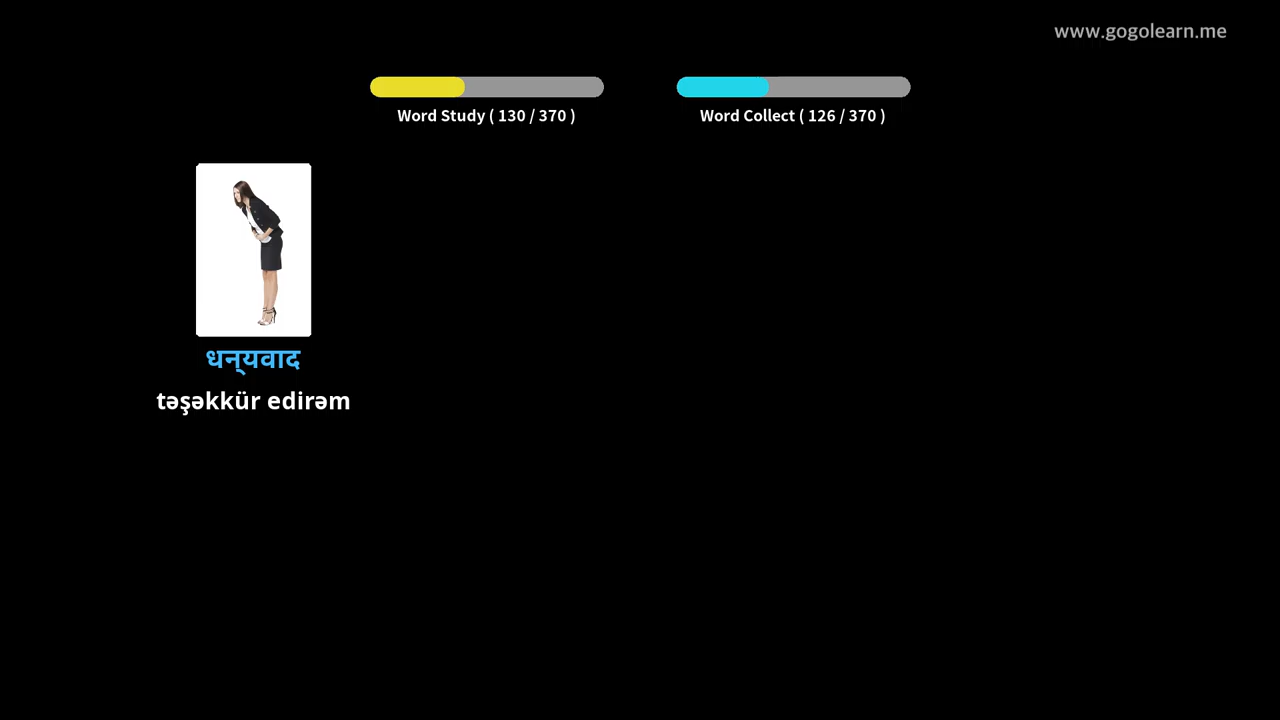 www.gogolearn.me
Word Study ( 130 / 370 )
Word Collect ( 126 / 370 )
धन्यवाद
təşəkkür edirəm